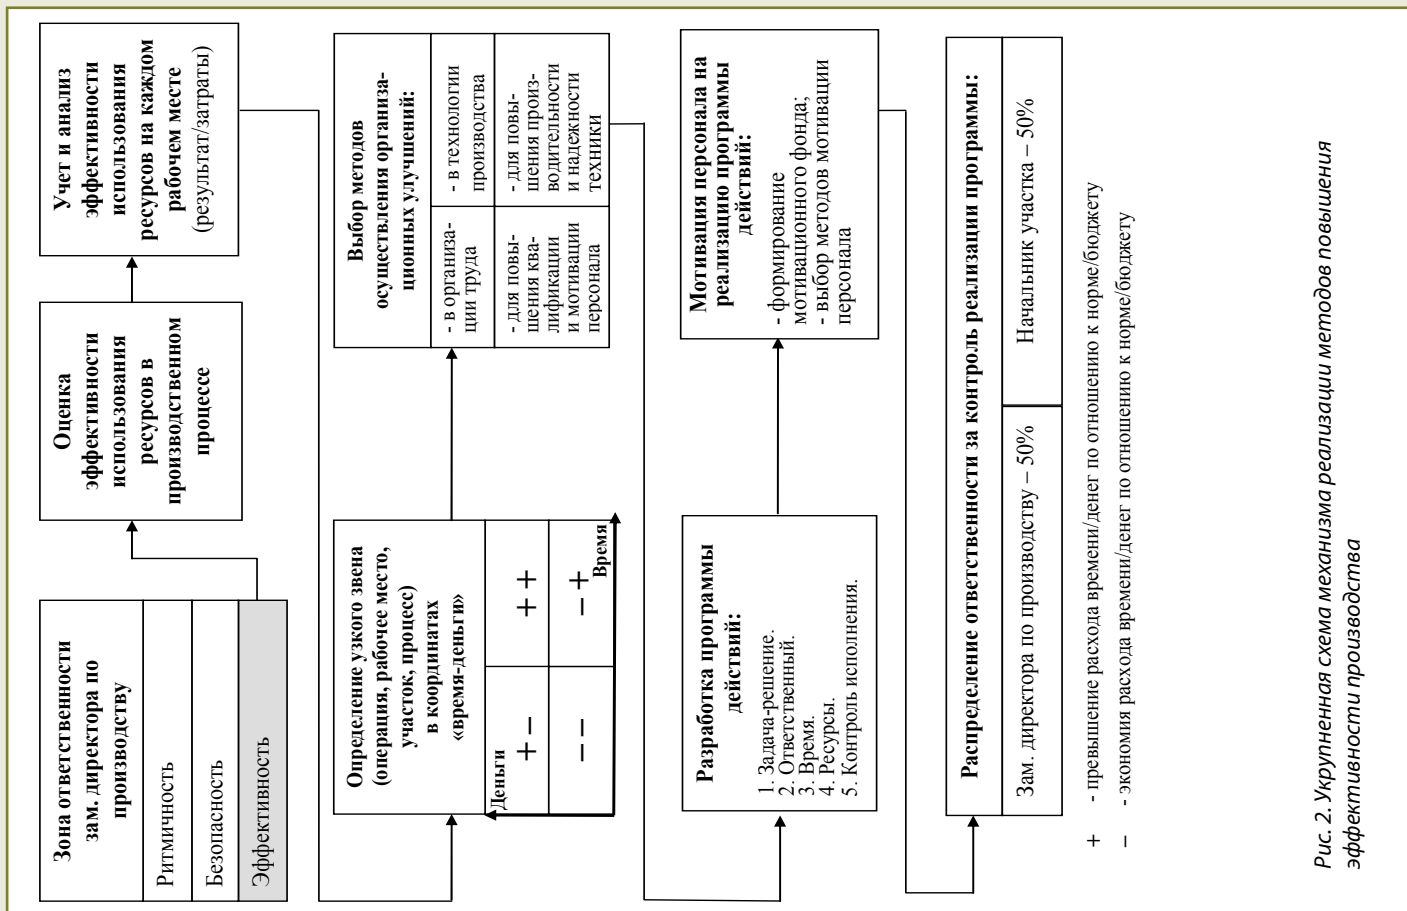 Зона ответственности
зам. директора по
производству
Ритмичность
Безопасность
Эффективность
Оценка
эффективности
использования
ресурсов в
производственном
процессе
Учет и анализ
эффективности
использования
ресурсов на каждом
рабочем месте
(результат/затраты)
Определение узкого звена
(операция, рабочее место,
участок, процесс)
в координатах
«время-деньги»
Деньги
+ −
+ +
− −
− +
Время
Выбор методов
осуществления организа-
ционных улучшений:
- в организа-
ции труда
- в технологии
производства
- для повы-
шения ква-
лификации
и мотивации
персонала
- для повы-
шения произ-
водительности
и надежности
техники
Разработка программы
действий:
1. Задача-решение.
2. Ответственный.
3. Время.
4. Ресурсы.
5. Контроль исполнения.
Мотивация персонала на
реализацию программы
действий:
- формирование
мотивационного фонда;
- выбор методов мотивации
персонала
Распределение ответственности за контроль реализации программы:
Зам. директора по производству – 50%
Начальник участка – 50%
+ - превышение расхода времени/денег по отношению к норме/бюджету
− - экономия расхода времени/денег по отношению к норме/бюджету
Рис. 2. Укрупненная схема механизма реализации методов повышения
эффективности производства